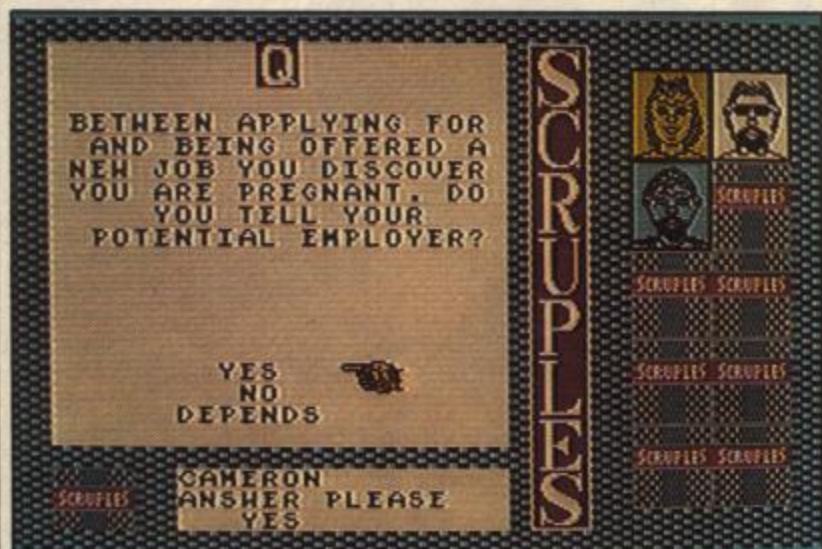 Q
BETWEEN APPLYING FOR
AND BEING OFFERED A
NEW JOB YOU DISCOVER
YOU ARE PREGNANT. DO
YOU TELL YOUR
POTENTIAL EMPLOYER?
YES
NO
DEPENDS
SCRUPLES
CAMERON
ANSWER PLEASE
YES
SCRUPLES
SCRUPLES
SCRUPLES SCRUPLES
SCRUPLES SCRUPLES
SCRUPLES SCRUPLES